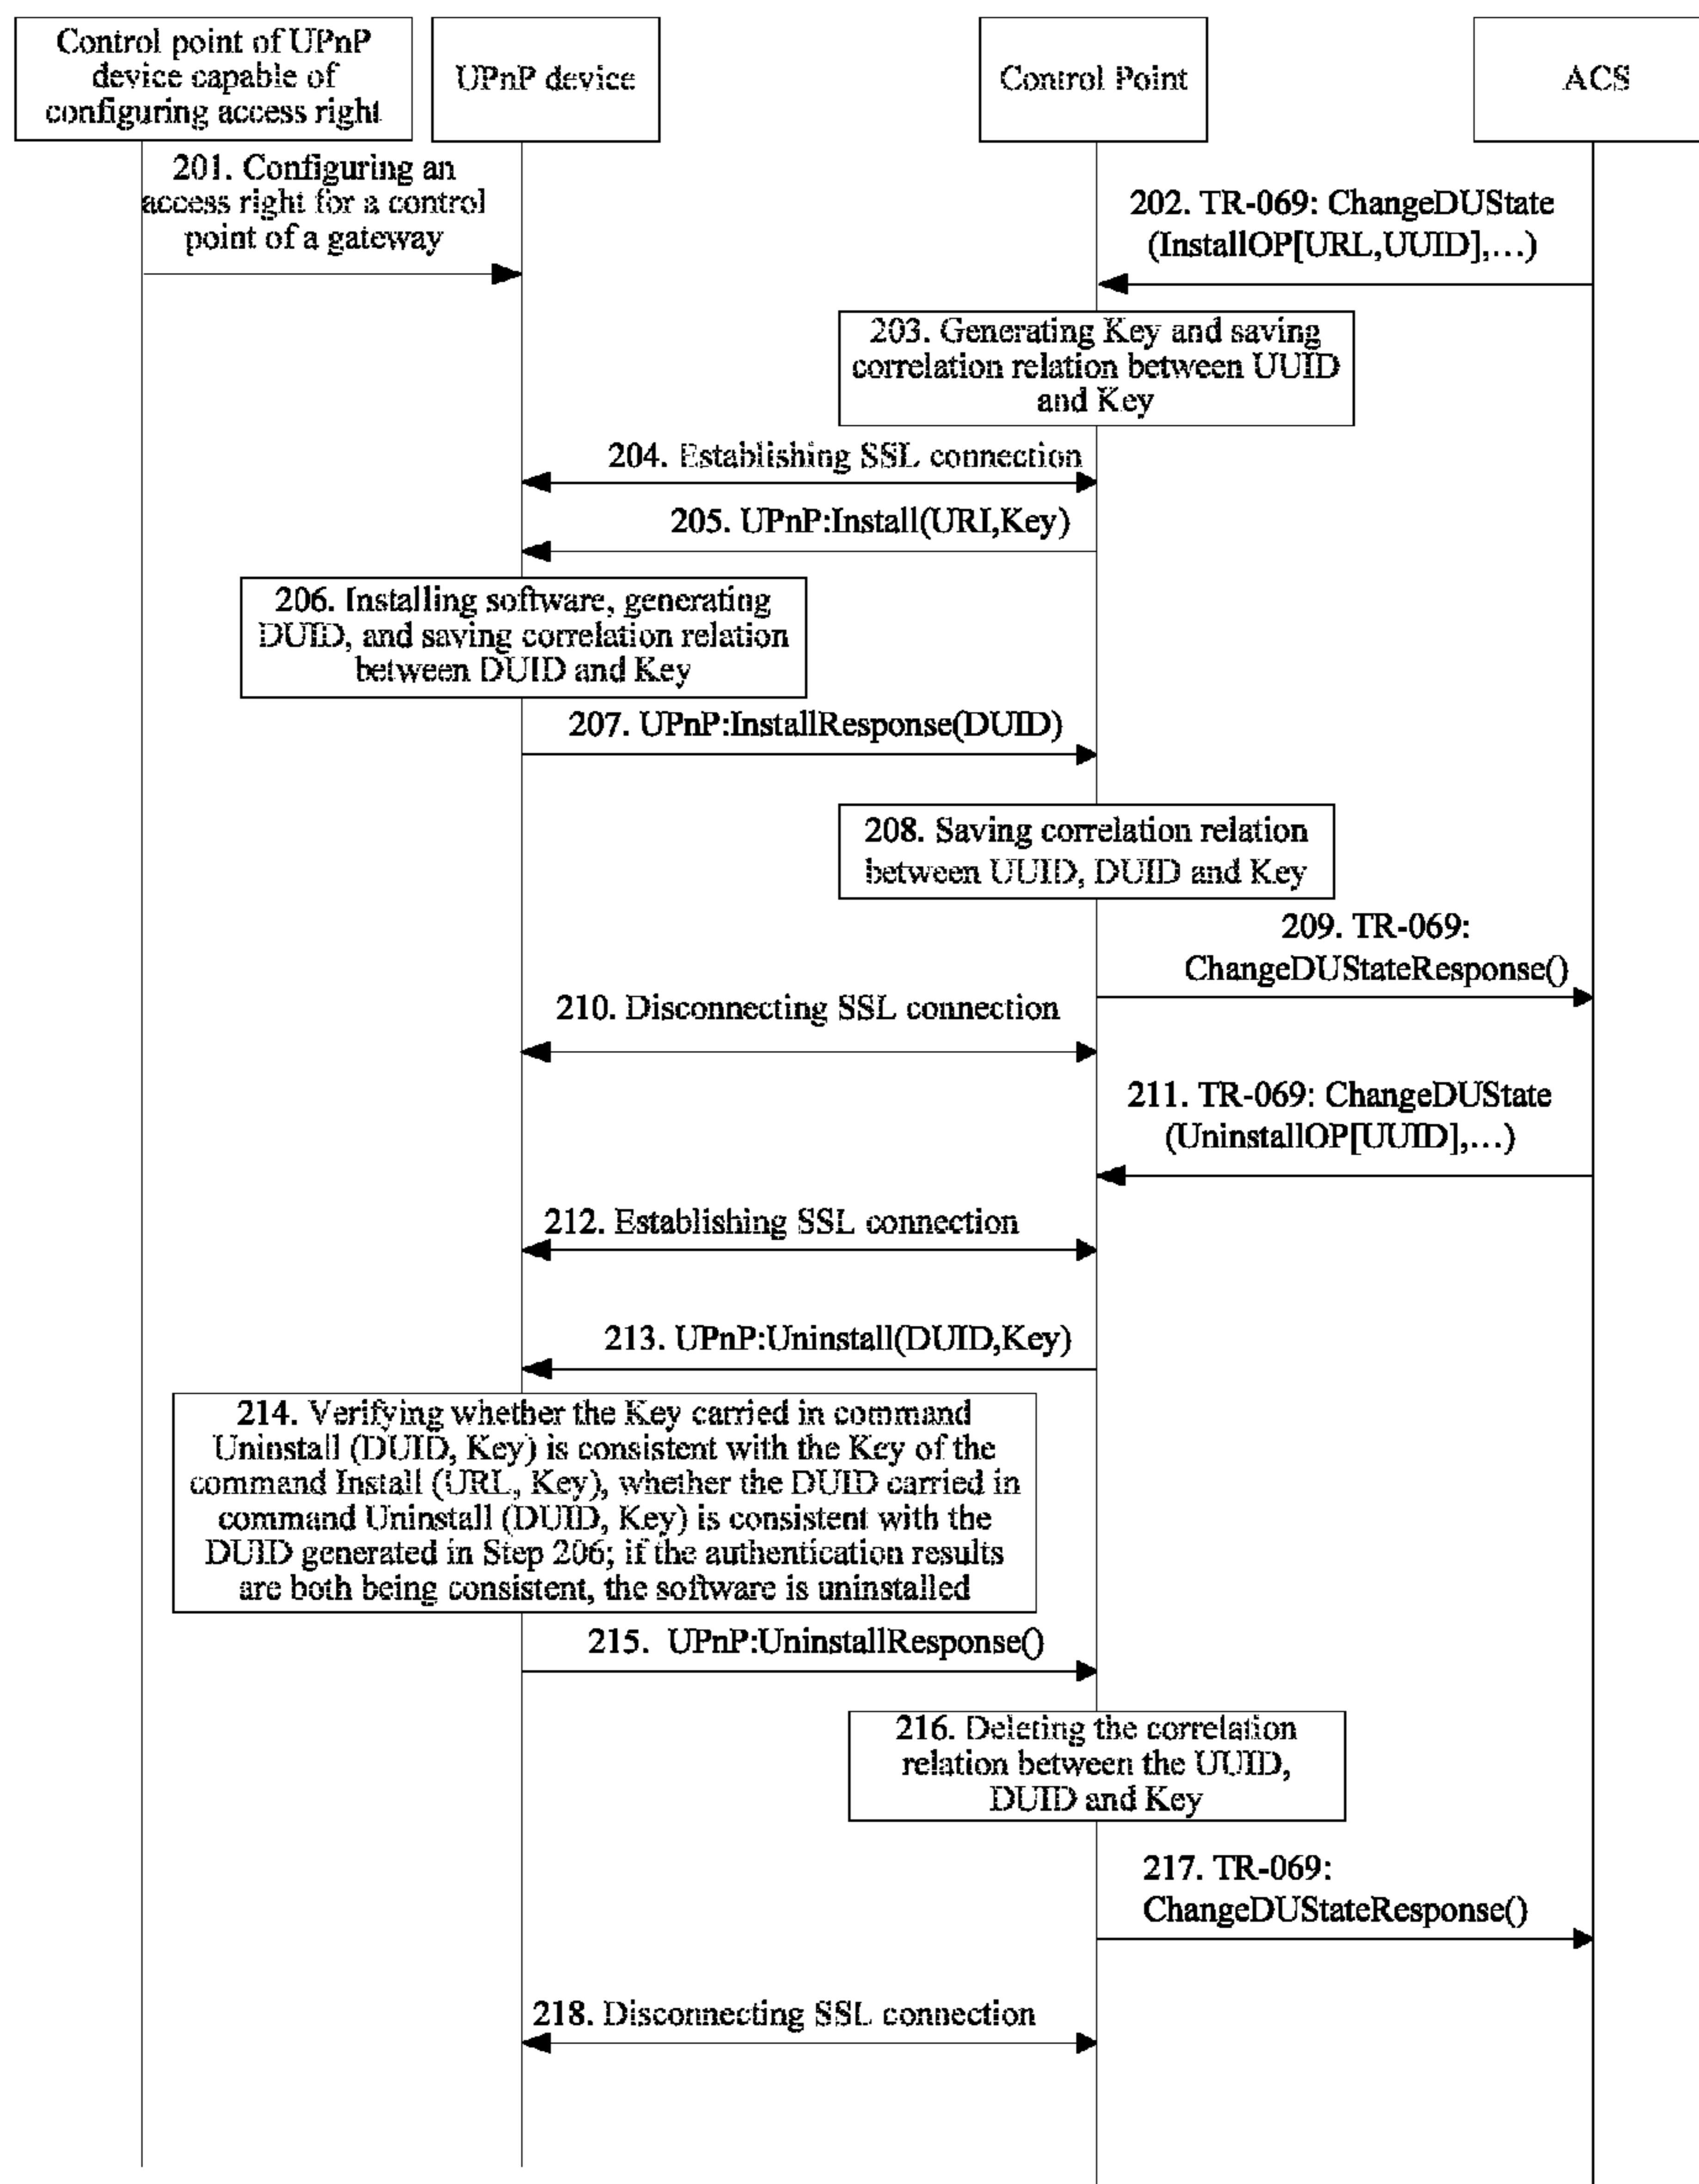 Control point of UPnP
device capable of
configuring access right
UPnP device
Control Point
ACS
201. Configuring an
access right for a control
point of a gateway
202. TR-069: ChangeDUState
(InstallOP[URL,UUID],...)
203. Generating Key and saving
correlation relation between UUID
and Key
204. Establishing SSL connection
205. UPnP:Install(URI,Key)
206. Installing software, generating
DUID, and saving correlation relation
between DUID and Key
207. UPnP:InstallResponse(DUID)
208. Saving correlation relation
between UUID, DUID and Key
209. TR-069:
ChangeDUStateResponse()
210. Disconnecting SSL connection
211. TR-069: ChangeDUState
(UninstallOP[UUID],...)
212. Establishing SSL connection
213. UPnP:Uninstall(DUID,Key)
214. Verifying whether the Key carried in command
Uninstall (DUID, Key) is consistent with the Key of the
command Install (URL, Key), whether the DUID carried in
command Uninstall (DUID, Key) is consistent with the
DUID generated in Step 206; if the authentication results
are both being consistent, the software is uninstalled
215. UPnP:UninstallResponse()
216. Deleting the correlation
relation between the UUID,
DUID and Key
217. TR-069:
ChangeDUStateResponse()
218. Disconnecting SSL connection